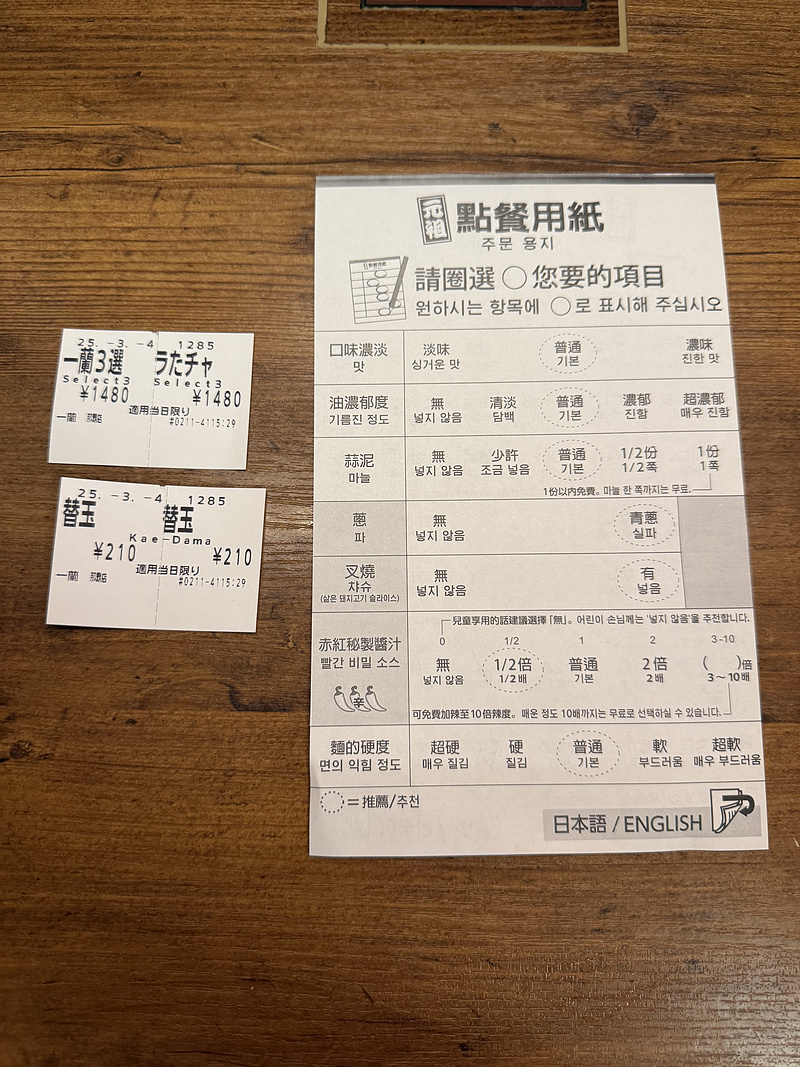 25.-3.-4 1285
一蘭3選 うたチャ
Select3 Select3
¥1480 ¥1480
適用当日限り
一蘭 #0211-4115:29
25.-3.-4 1285
替玉 替玉
Kae-Dama
¥210 ¥210
適用当日限り
一蘭 #0211-4115:29
元祖 點餐用紙
주문 용지
請圈選 ◯ 您要的項目
원하시는 항목에 ◯로 표시해 주십시오
口味濃淡 淡味 普通 濃味
맛 싱거운 맛 기본 진한 맛
油濃郁度 無 清淡 普通 濃郁 超濃郁
기름진 정도 넣지 않음 담백 기본 진함 매우 진함
蒜泥 無 少許 普通 1/2份 1份
마늘 넣지 않음 조금 넣음 기본 1/2쪽 1쪽
1份以内免費。마늘 한 쪽까지는 무료.
蔥 無 青蔥
파 넣지 않음 실파
叉燒 無 有
챠슈 넣지 않음 넣음
(삶은 돼지고기 슬라이스)
兒童享用的話建議選擇「無」。어린이 손님께는 '넣지 않음'을 추천합니다.
0 1/2 1 2 3-10
赤紅秘製醬汁 無 1/2倍 普通 2倍 ( )倍
빨간 비밀 소스 넣지 않음 1/2배 기본 2배 3～10배
辛
可免費加辣至10倍辣度。매운 정도 10배까지는 무료로 선택하실 수 있습니다.
麵的硬度 超硬 硬 普通 軟 超軟
면의 익힘 정도 매우 질김 질김 기본 부드러움 매우 부드러움
=推薦/추천
日本語 / ENGLISH